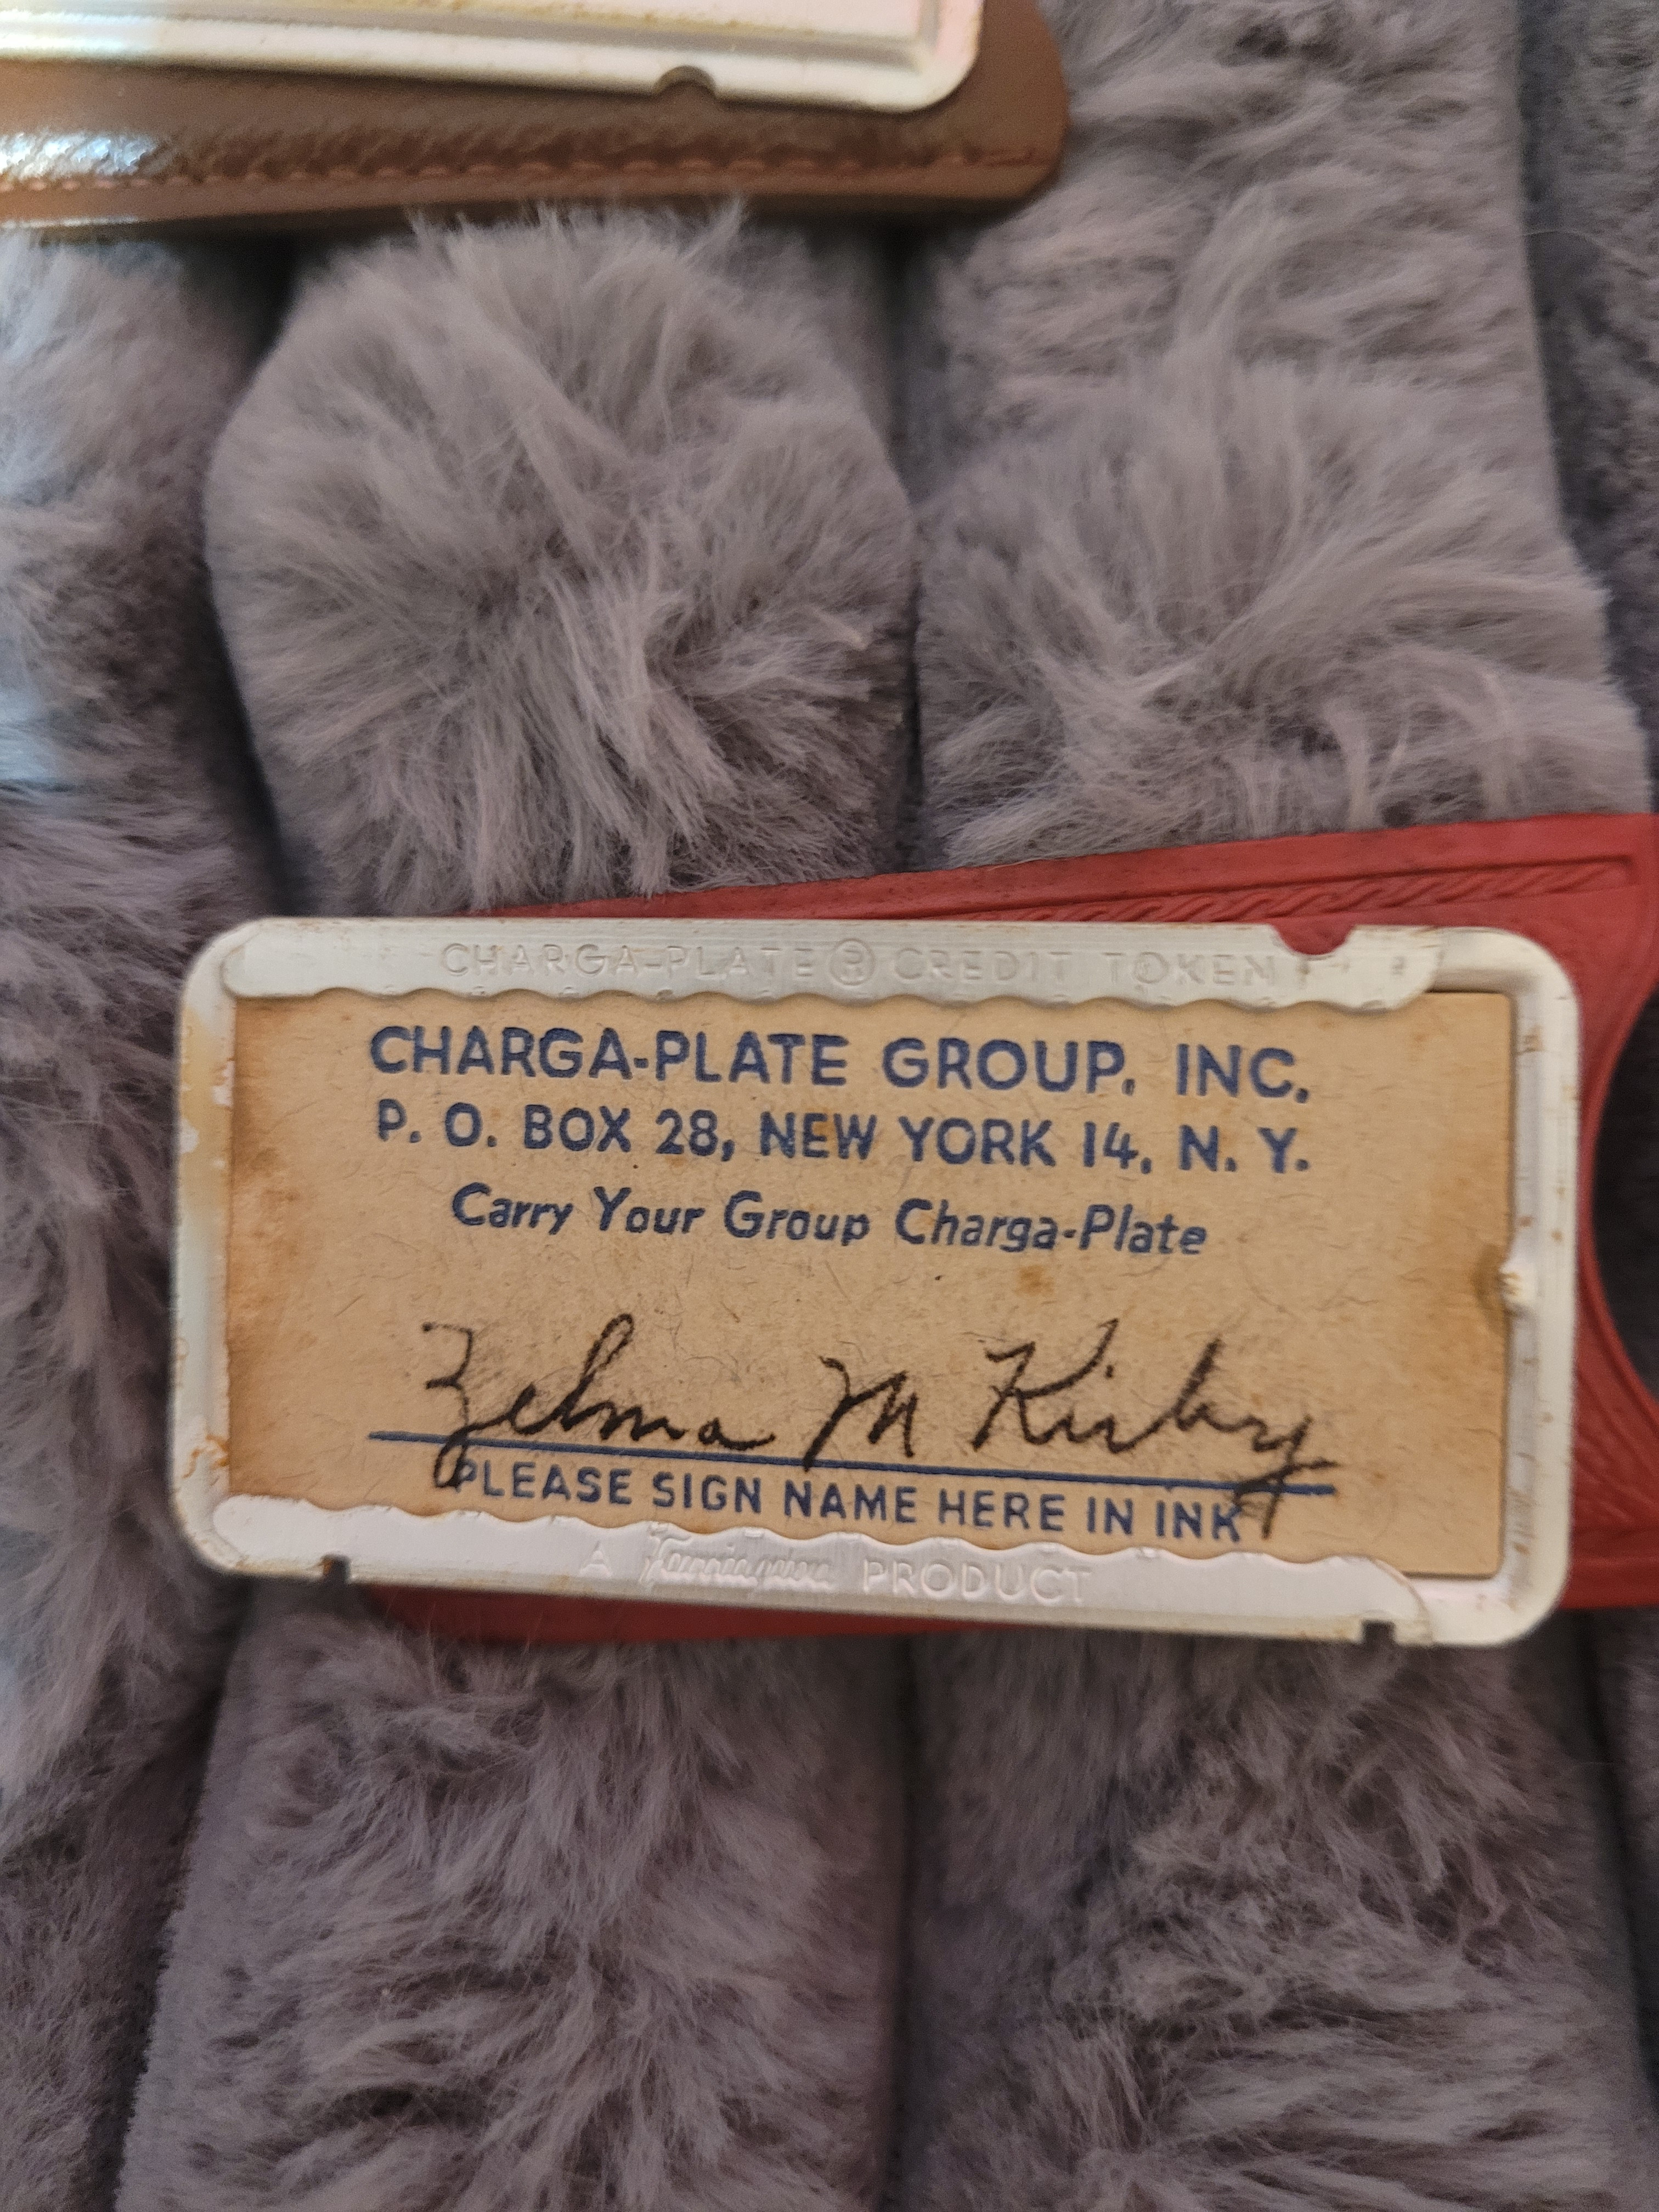 CHARGA-PLATE ® CREDIT TOKEN
CHARGA-PLATE GROUP, INC.
P. O. BOX 28, NEW YORK 14, N. Y.
Carry Your Group Charga-Plate
Zelma M Kirby
PLEASE SIGN NAME HERE IN INK
A Farrington PRODUCT